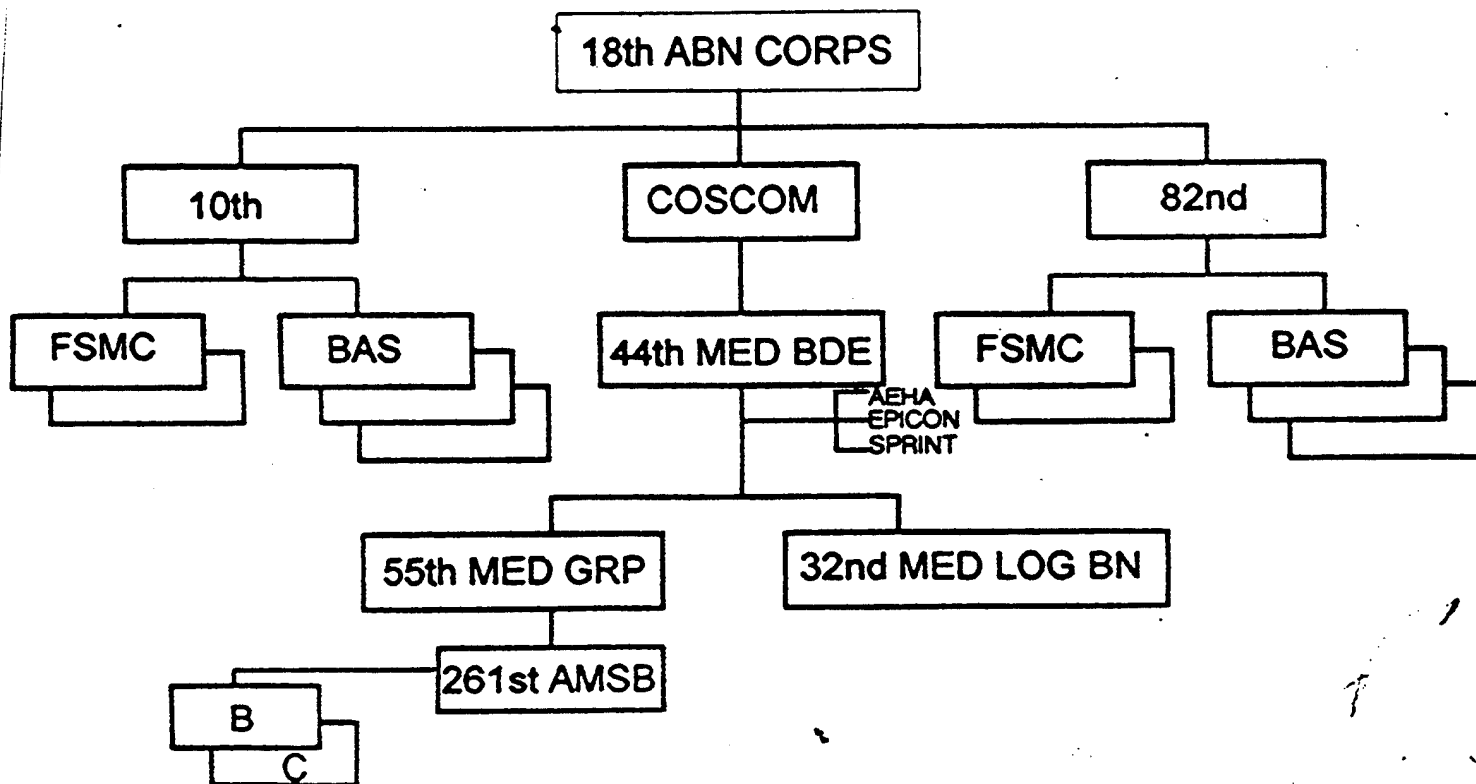 18th ABN CORPS
10th
COSCOM
82nd
FSMC
BAS
44th MED BDE
FSMC
BAS
AEHA
EPICON
SPRINT
55th MED GRP
32nd MED LOG BN
261st AMSB
B
C